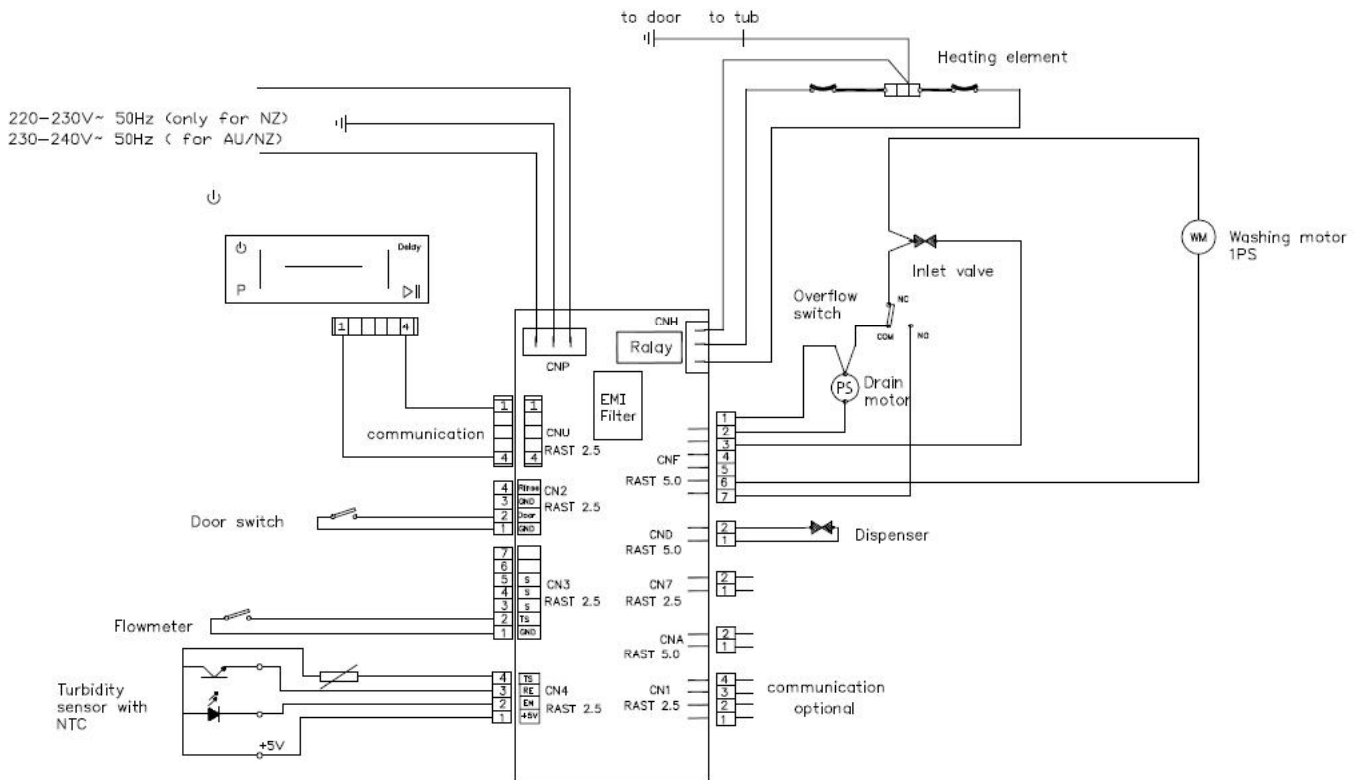 to door
to tub
Heating element
220-230V~ 50Hz (only for NZ)
230-240V~ 50Hz ( for AU/NZ)
Delay
P
1
4
WM
Washing motor
1PS
Inlet valve
Overflow
switch
NC
COM
NO
PS
Drain
motor
CNH
Ralay
CNP
EMI
Filter
communication
1
4
1
4
CNU
RAST 2.5
CNF
RAST 5.0
1
2
3
4
5
6
7
Door switch
4
3
2
1
Rinse
GND
Door
GND
CN2
RAST 2.5
CND
RAST 5.0
2
1
Dispenser
7
6
5
4
3
2
1
S
S
S
TS
GND
CN3
RAST 2.5
CN7
RAST 2.5
2
1
Flowmeter
CNA
RAST 5.0
2
1
Turbidity
sensor with
NTC
+5V
4
3
2
1
TS
RE
EN
+5V
CN4
RAST 2.5
CN1
RAST 2.5
4
3
2
1
communication
optional